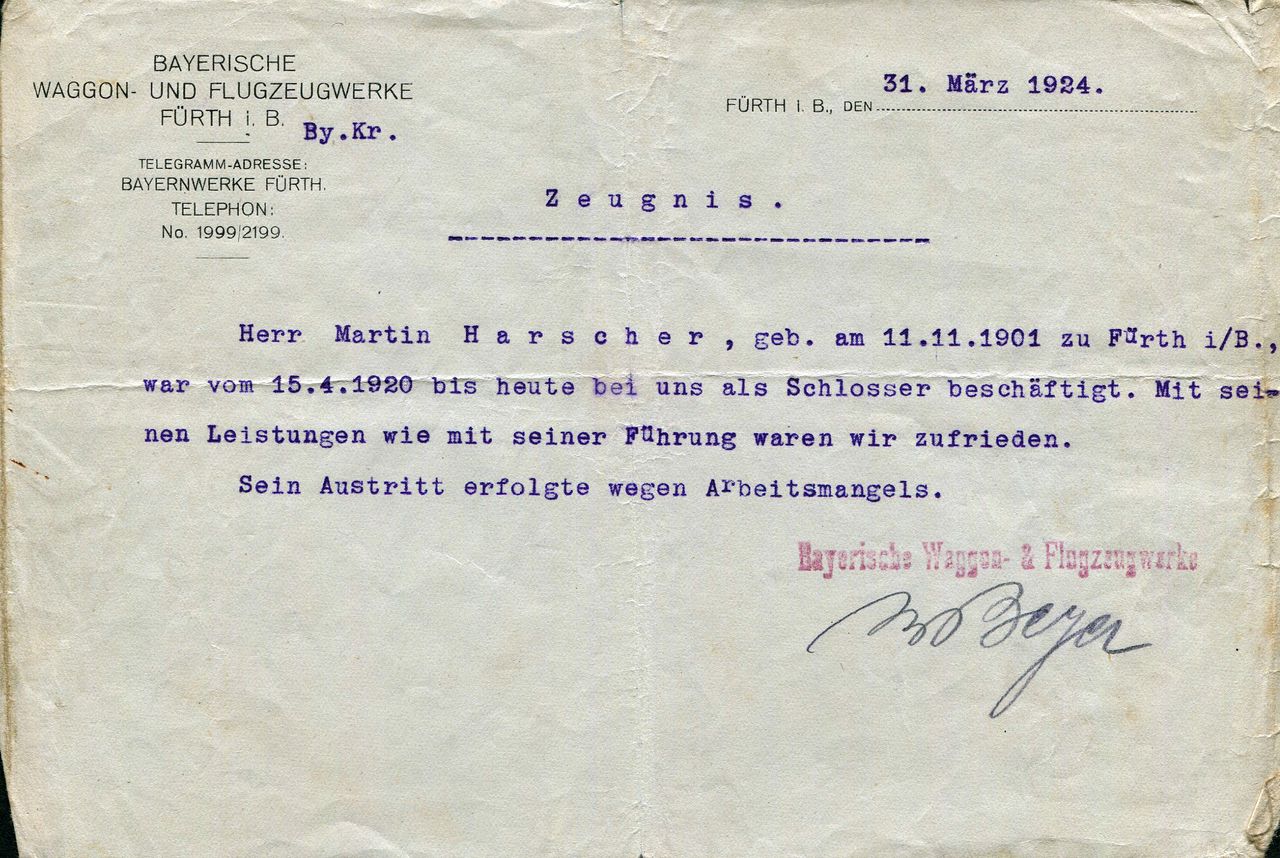 BAYERISCHE
WAGGON- UND FLUGZEUGWERKE
FÜRTH i. B.
By.Kr.
TELEGRAMM-ADRESSE:
BAYERNWERKE FÜRTH.
TELEPHON:
No. 1999/2199.
FÜRTH i. B., DEN 31. März 1924.
Zeugnis.
Herr Martin Harscher, geb. am 11.11.1901 zu Fürth i/B.,
war vom 15.4.1920 bis heute bei uns als Schlosser beschäftigt. Mit sei-
nen Leistungen wie mit seiner Führung waren wir zufrieden.
Sein Austritt erfolgte wegen Arbeitsmangels.
Bayerische Waggon- & Flugzeugwerke
Beyer